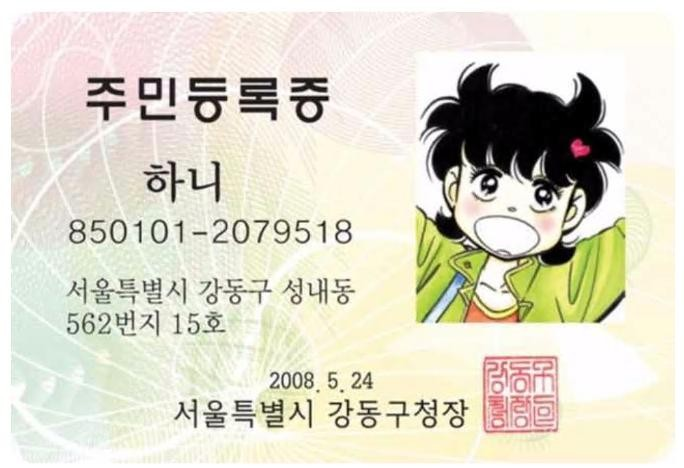 주민등록증
하니
850101-2079518
서울특별시 강동구 성내동
562번지 15호
2008. 5. 24
서울특별시 강동구청장